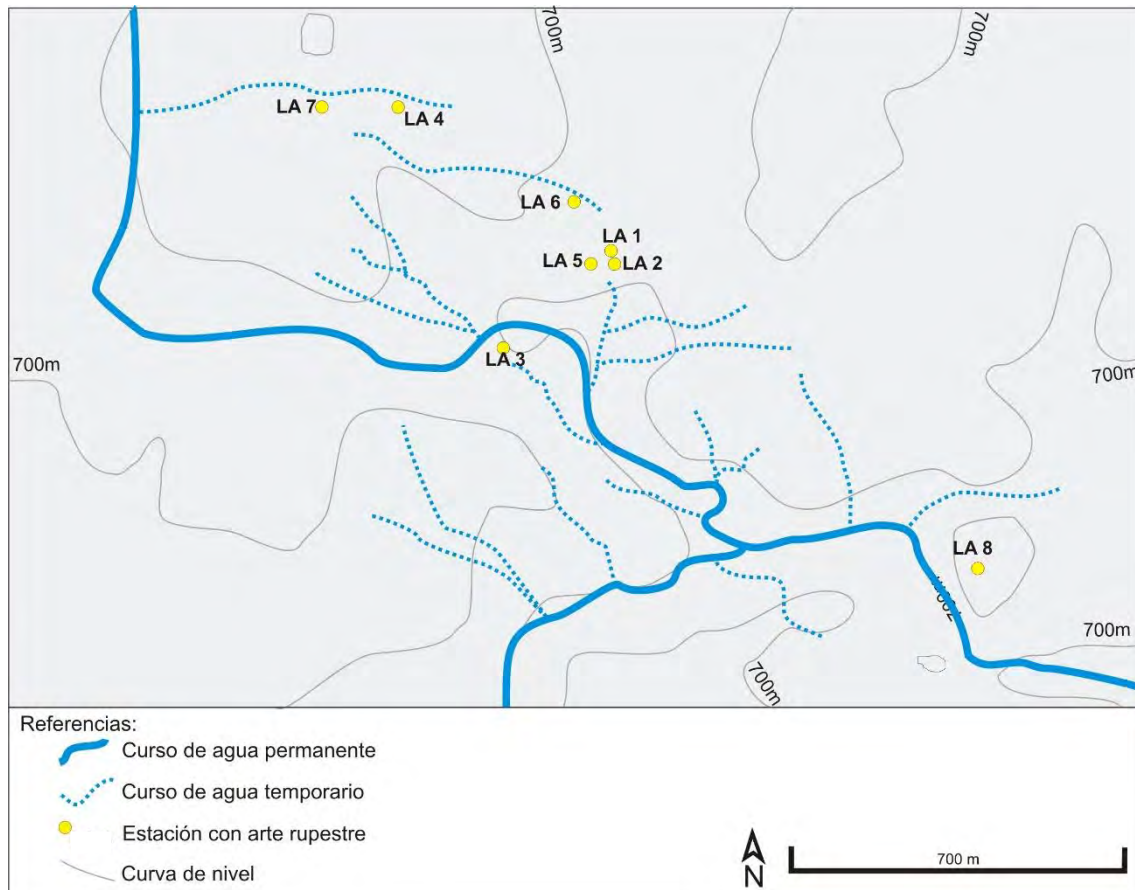 700m
700m
LA 7
LA 4
LA 6
LA 1
LA 5
LA 2
LA 3
700m
700m
LA 8
700m
700m
700m
Referencias:
Curso de agua permanente
Curso de agua temporario
Estación con arte rupestre
Curva de nivel
N
700 m